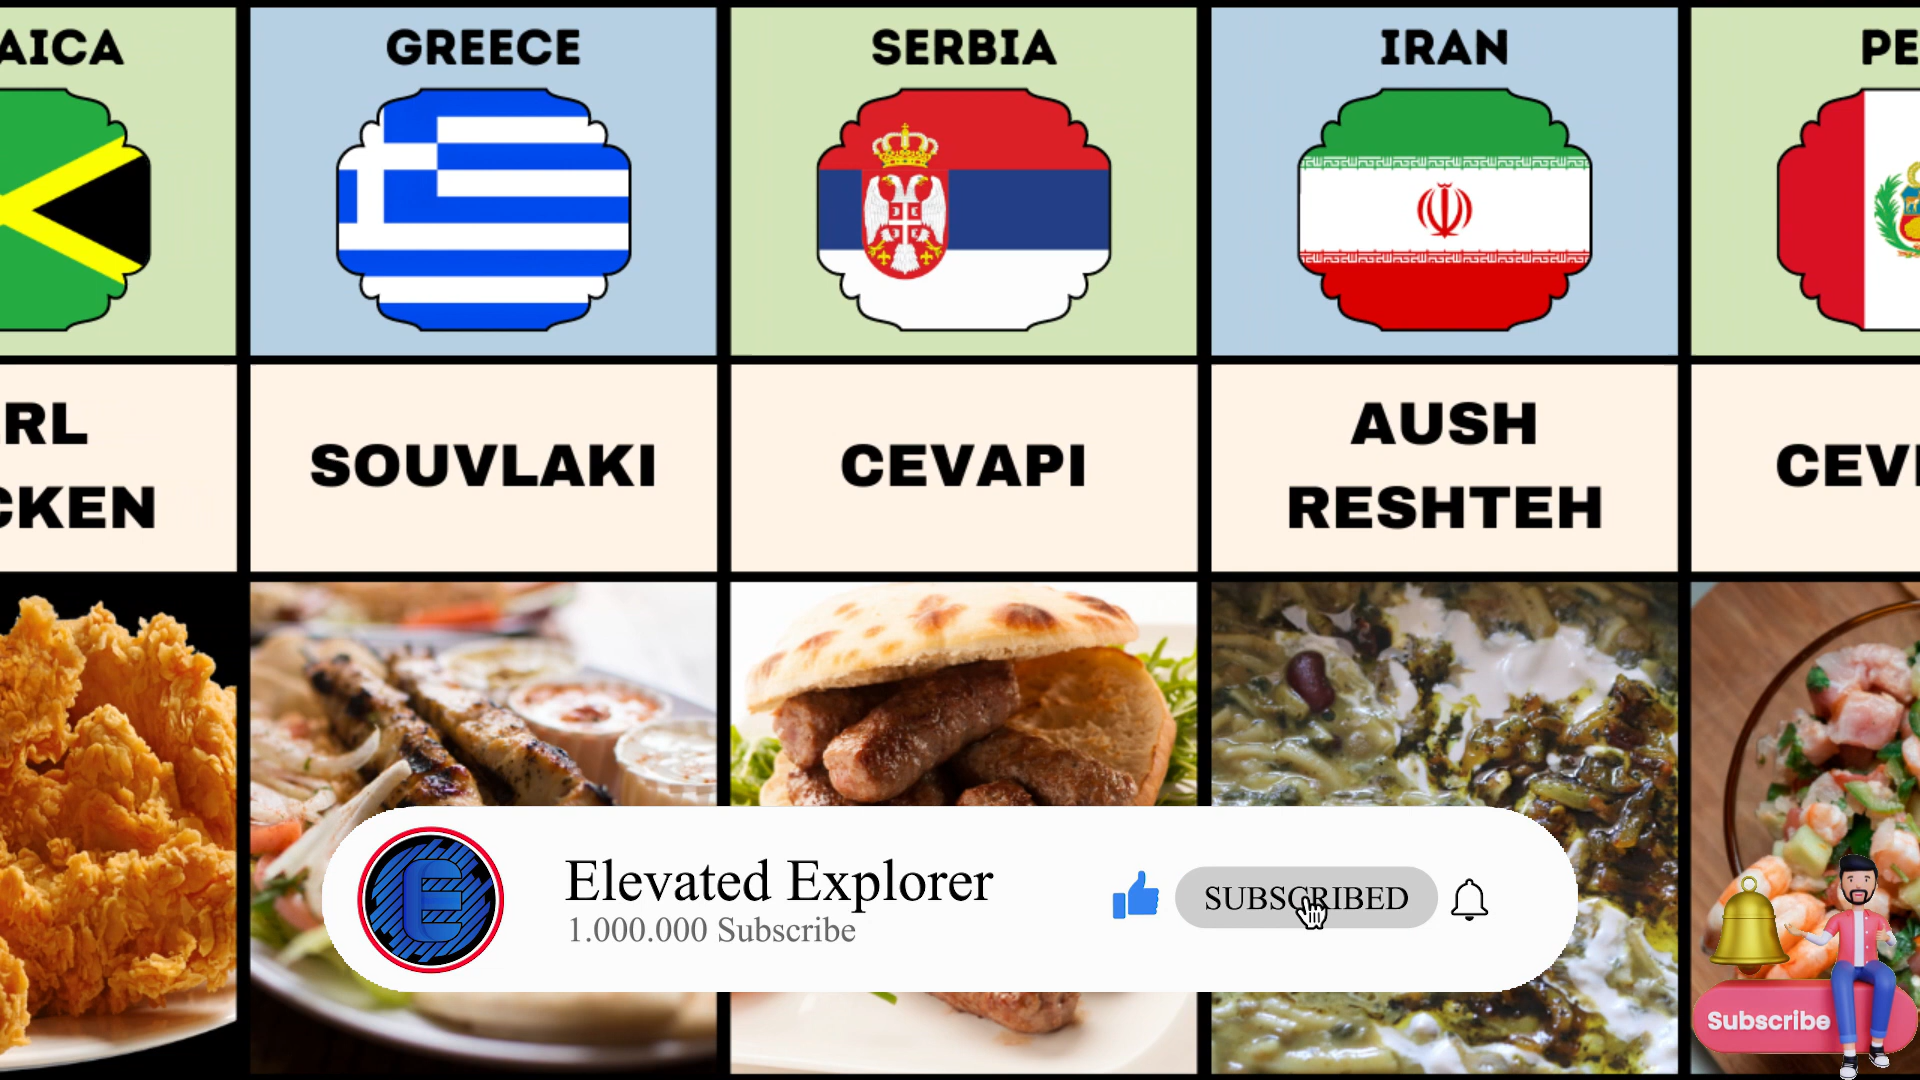 AICA
GREECE
SERBIA
IRAN
PE
RL
CKEN
SOUVLAKI
CEVAPI
AUSH
RESHTEH
CEVI
Elevated Explorer
1.000.000 Subscribe
SUBSCRIBED
Subscribe